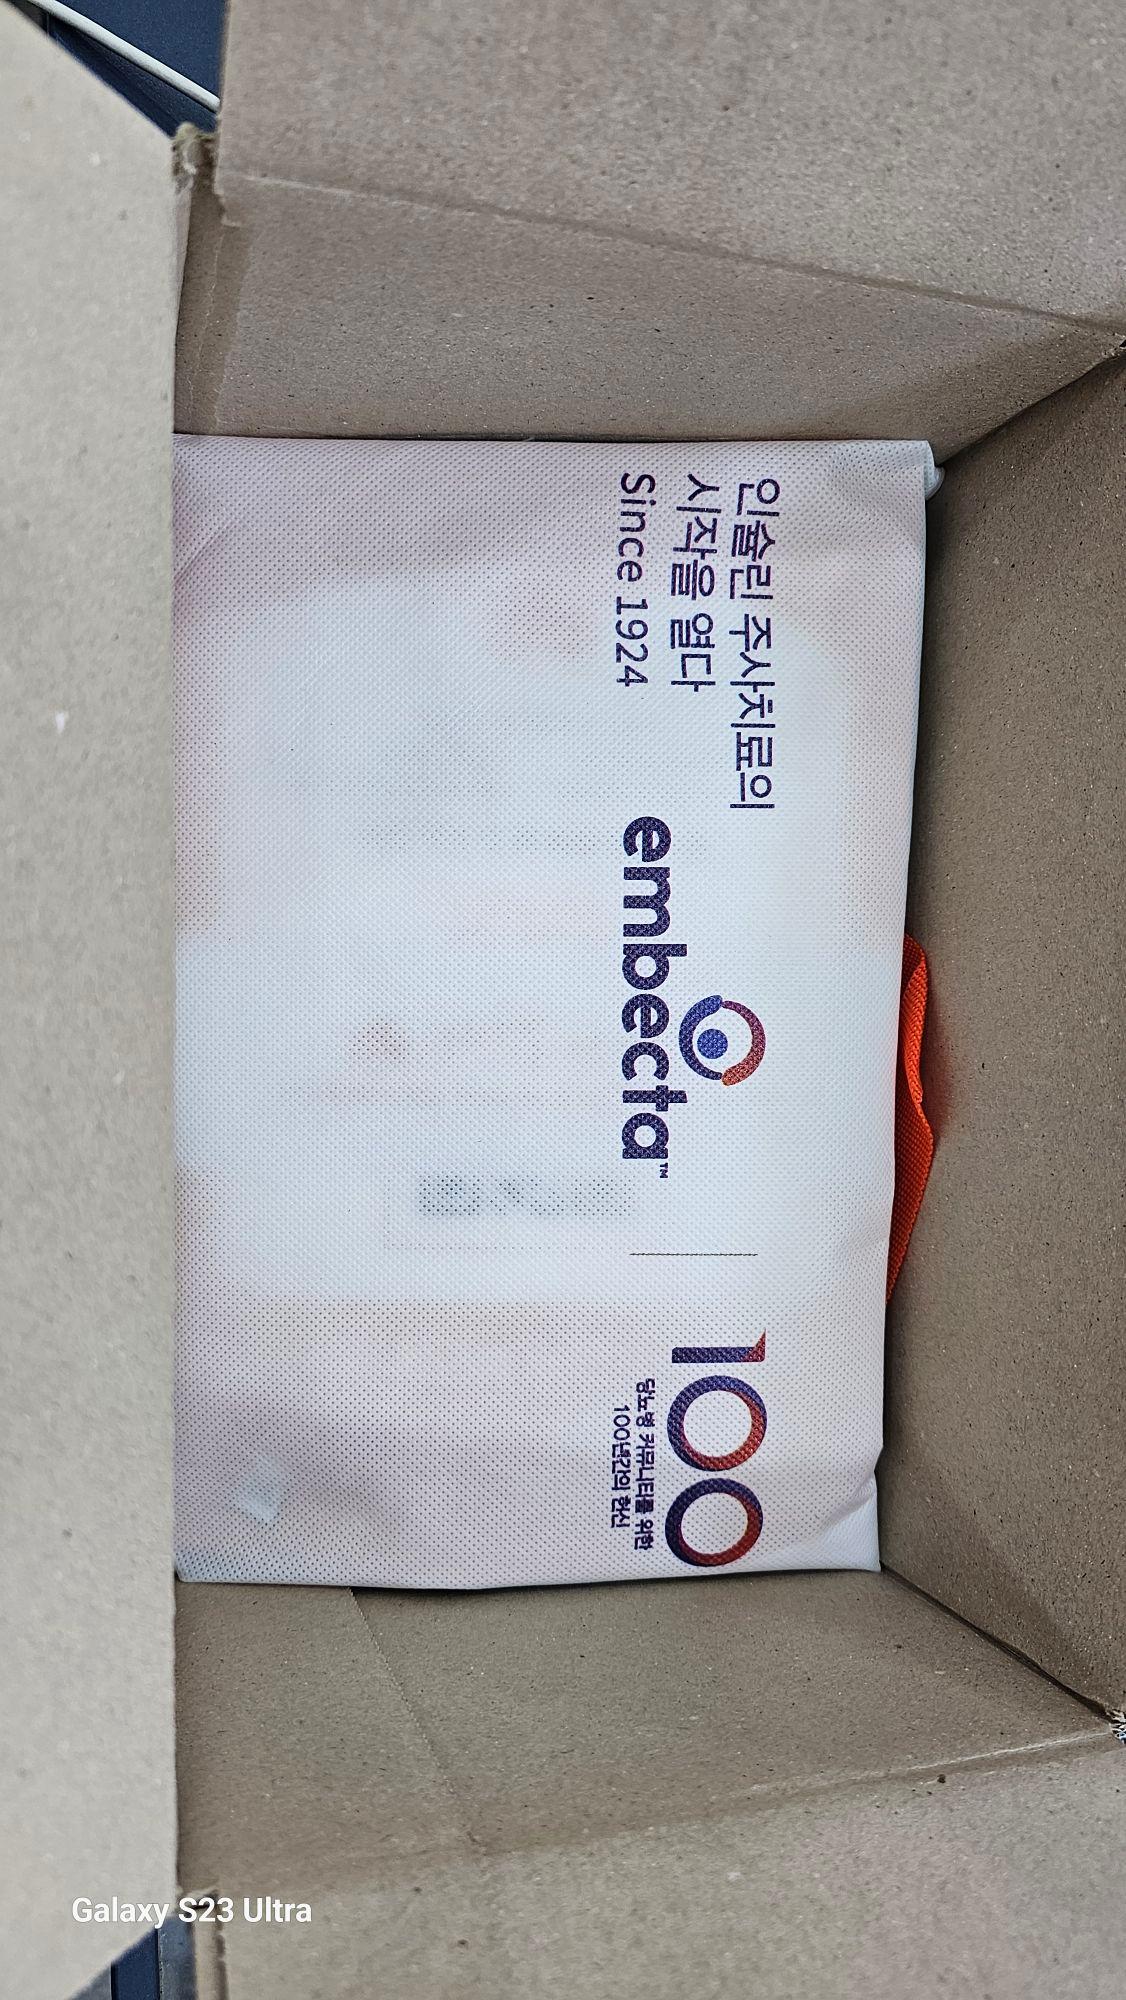 인슐린 주사치료의
시작을 열다
Since 1924
embecta™
100
당뇨병 커뮤니티를 위한
100년간의 헌신
Galaxy S23 Ultra